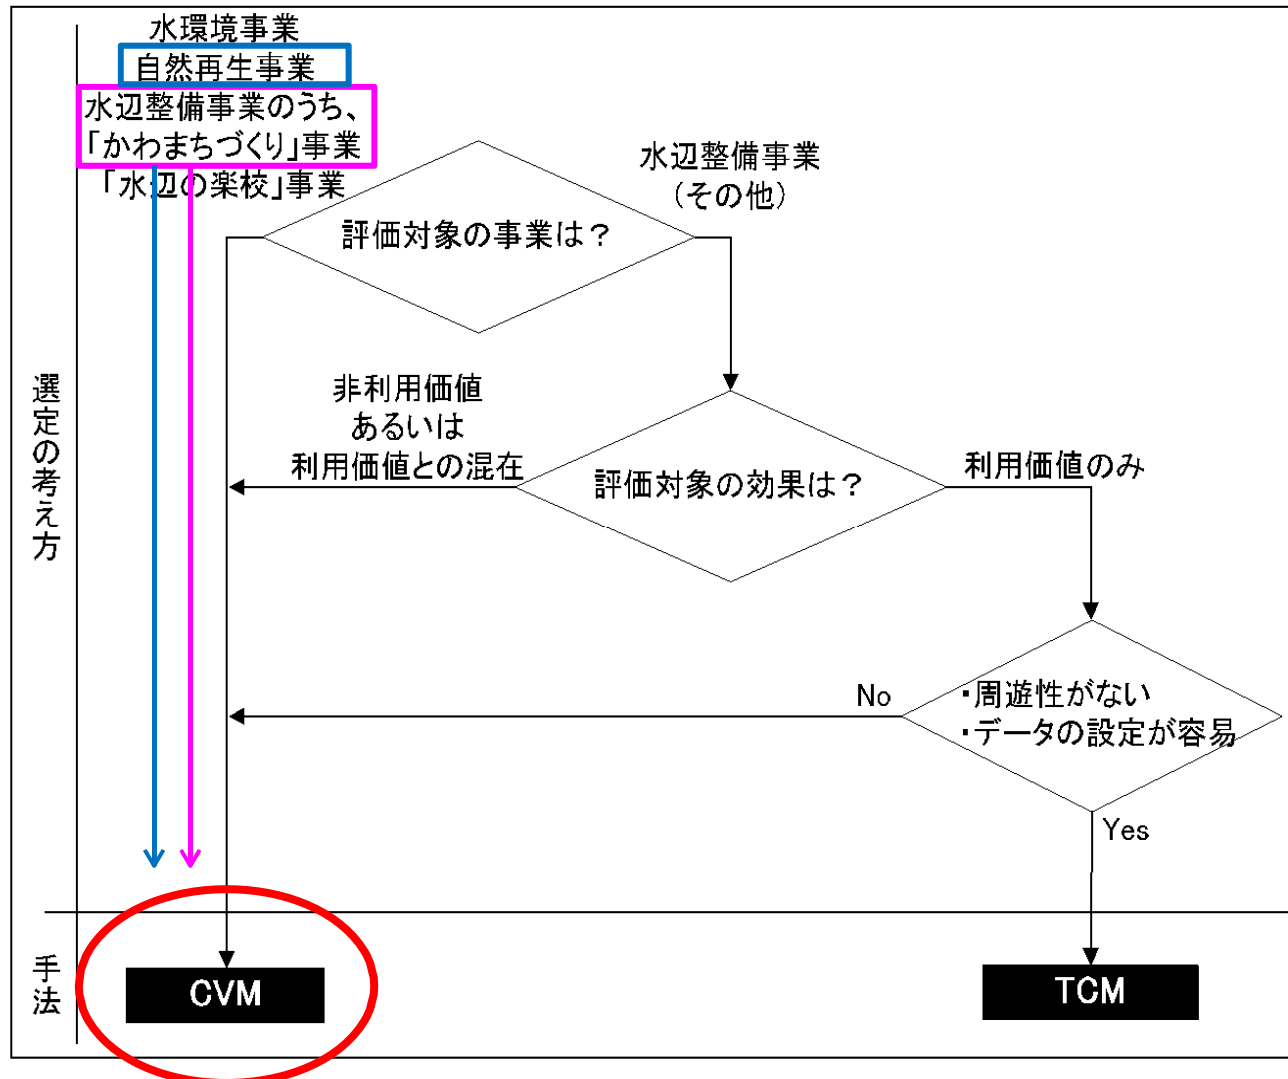 水環境事業
自然再生事業
水辺整備事業のうち、
「かわまちづくり」事業
「水辺の楽校」事業
水辺整備事業
（その他）
評価対象の事業は？
選定の考え方
非利用価値
あるいは
利用価値との混在
評価対象の効果は？
利用価値のみ
No
・周遊性がない
・データの設定が容易
Yes
手法
CVM
TCM